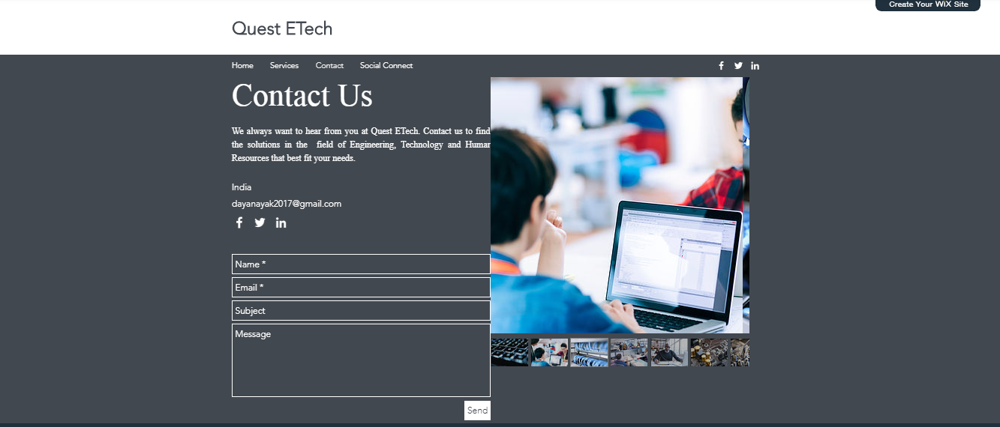 Create Your WiX Site
Quest ETech
Home Services Contact Social Connect
Contact Us
We always want to hear from you at Quest ETech. Contact us to find
the solutions in the field of Engineering, Technology and Human
Resources that best fit your needs.
India
dayanayak2017@gmail.com
Name *
Email *
Subject
Message
Send